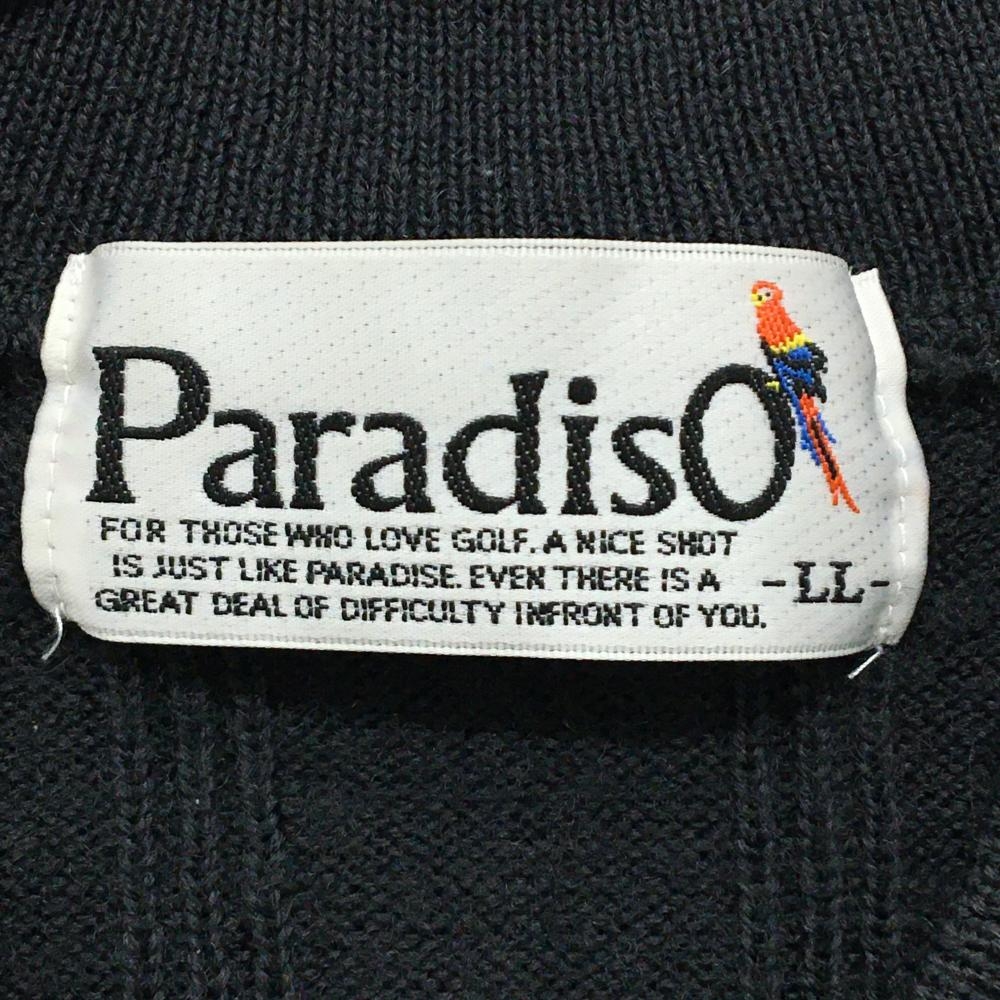 ParadisO
FOR THOSE WHO LOVE GOLF. A NICE SHOT
IS JUST LIKE PARADISE. EVEN THERE IS A
GREAT DEAL OF DIFFICULTY INFRONT OF YOU.
-LL-